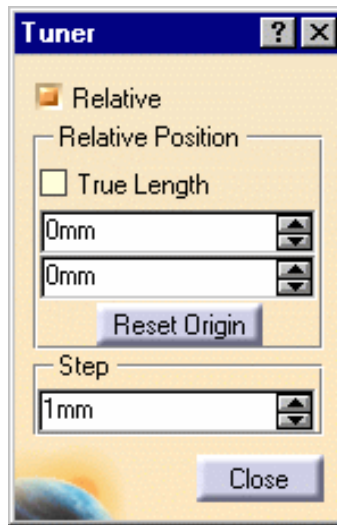 Tuner
Relative
Relative Position
True Length
0mm
0mm
Reset Origin
Step
1mm
Close